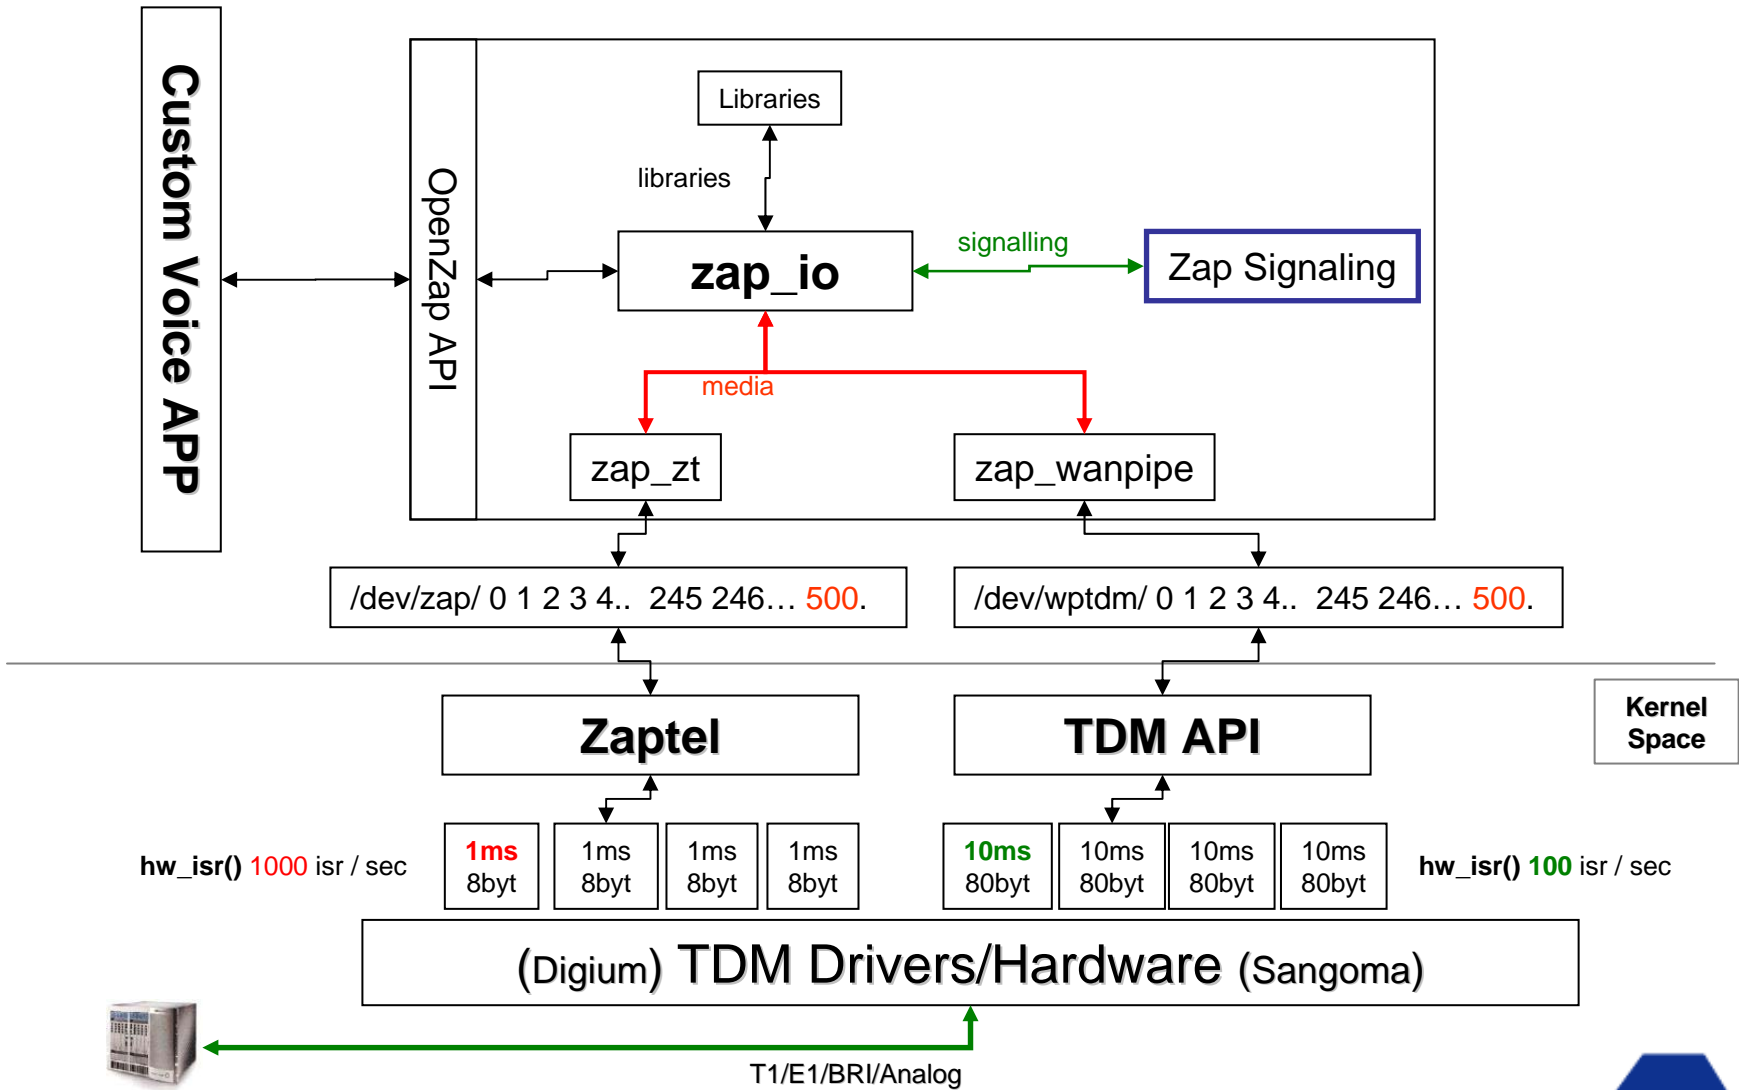 Custom Voice APP
OpenZap API
Libraries
libraries
zap_io
signalling
Zap Signaling
media
zap_zt
zap_wanpipe
/dev/zap/ 0 1 2 3 4..  245 246… 500.
/dev/wptdm/ 0 1 2 3 4..  245 246… 500.
Zaptel
TDM API
Kernel
Space
hw_isr() 1000 isr / sec
1ms
8byt
1ms
8byt
1ms
8byt
1ms
8byt
10ms
80byt
10ms
80byt
10ms
80byt
10ms
80byt
hw_isr() 100 isr / sec
(Digium) TDM Drivers/Hardware (Sangoma)
T1/E1/BRI/Analog